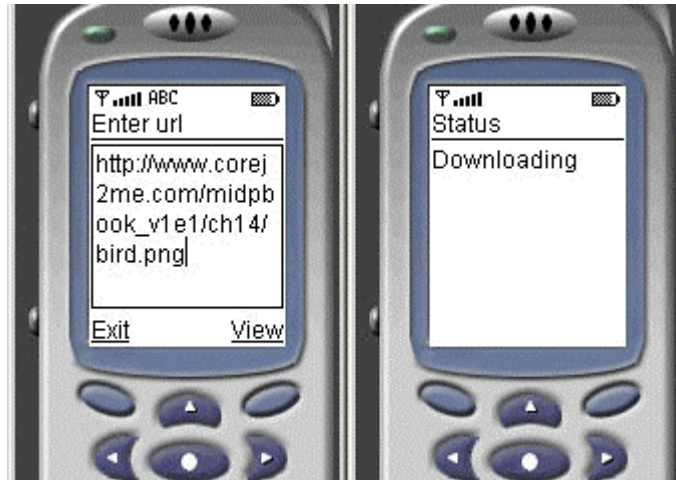 ABC
Enter url
http://www.corej
2me.com/midpb
ook_v1e1/ch14/
bird.png
Exit View
Status
Downloading